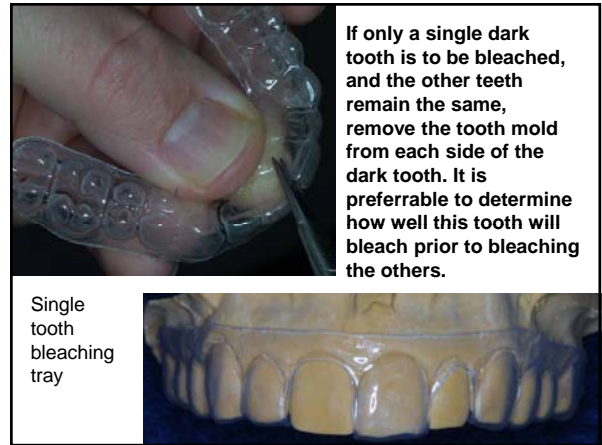 If only a single dark
tooth is to be bleached,
and the other teeth
remain the same,
remove the tooth mold
from each side of the
dark tooth. It is
preferrable to determine
how well this tooth will
bleach prior to bleaching
the others.
Single
tooth
bleaching
tray